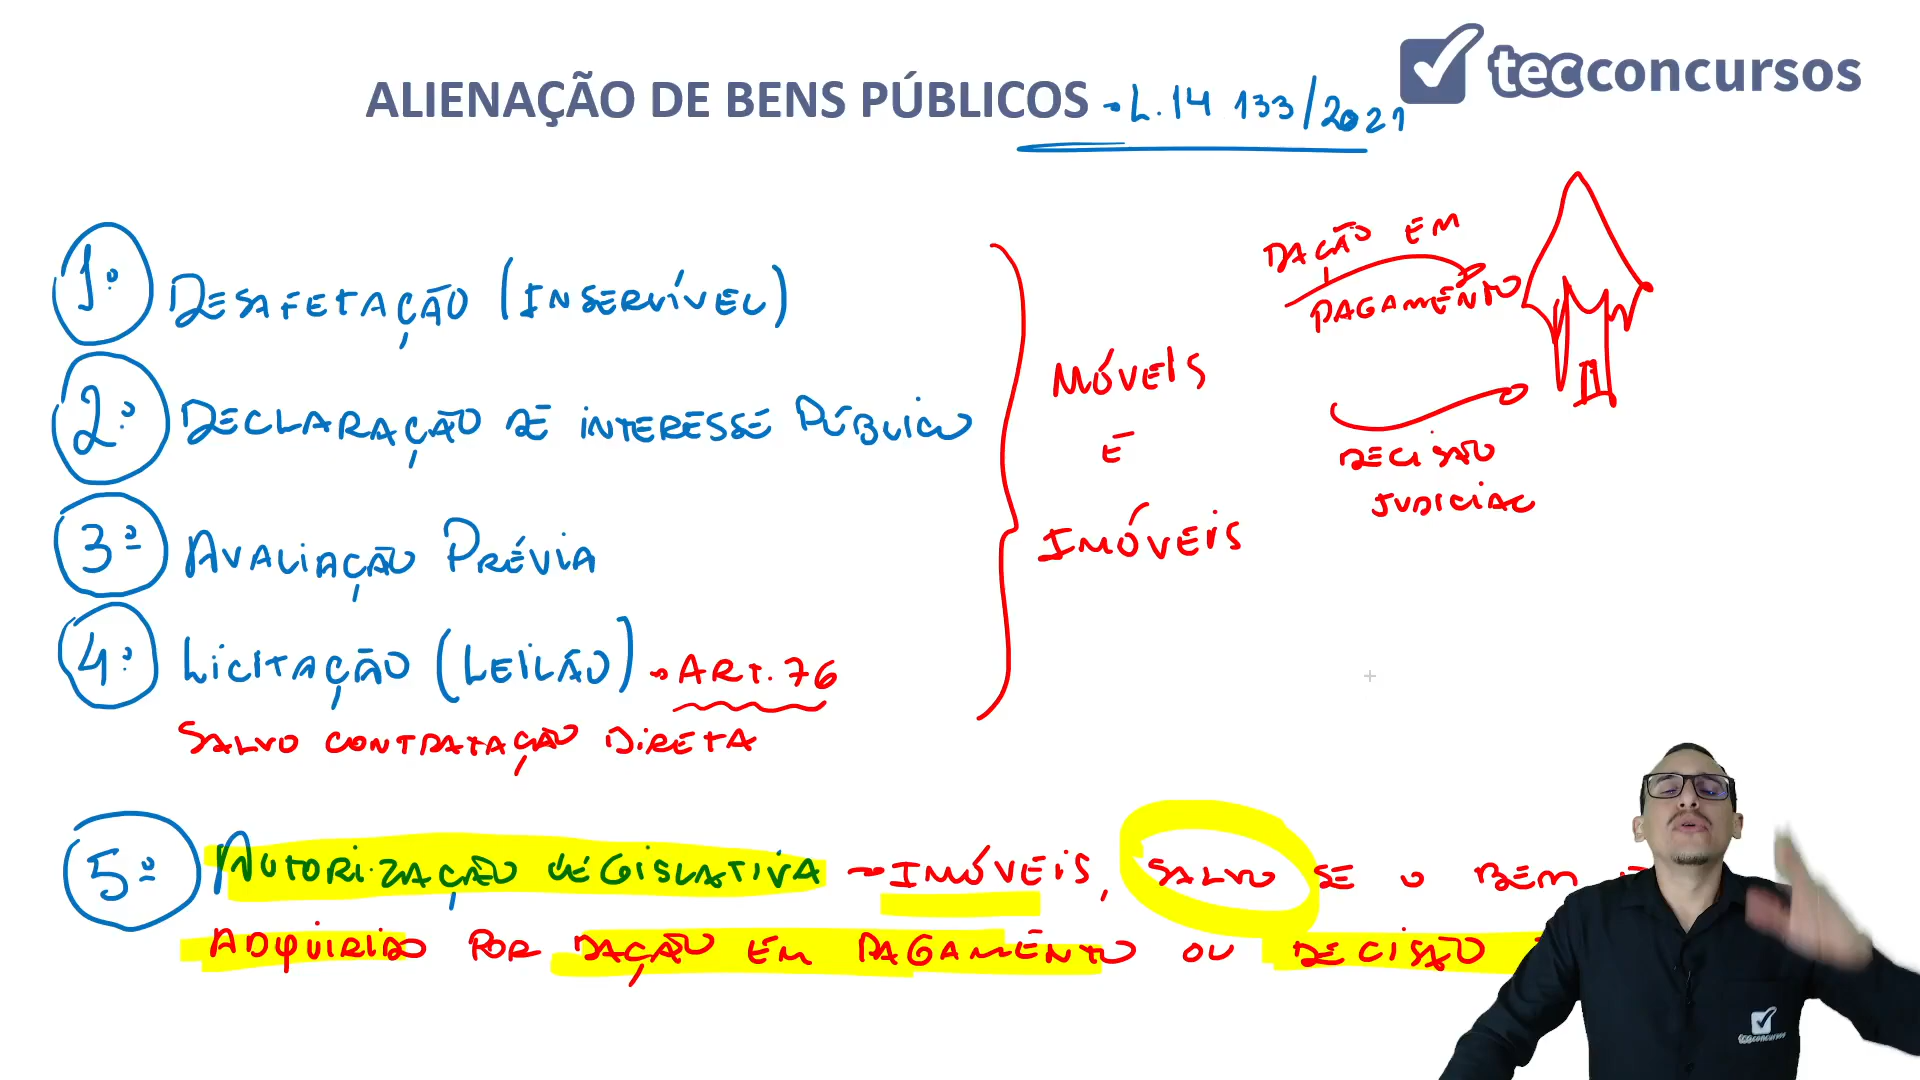 tecconcursos
ALIENAÇÃO DE BENS PÚBLICOS → L.14 133/2021
1º DESAFETAÇÃO (INSERVÍVEL)
2º DECLARAÇÃO DE INTERESSE PÚBLICO
3º AVALIAÇÃO PRÉVIA
4º LICITAÇÃO (LEILÃO) → ART. 76
SALVO CONTRATAÇÃO DIRETA
MÓVEIS
E
IMÓVEIS
DAÇÃO EM
PAGAMENTO
DECISÃO
JUDICIAL
5º AUTORIZAÇÃO LEGISLATIVA → IMÓVEIS, SALVO SE O BEM
ADQUIRIDO POR DAÇÃO EM PAGAMENTO OU DECISÃO
tecconcursos